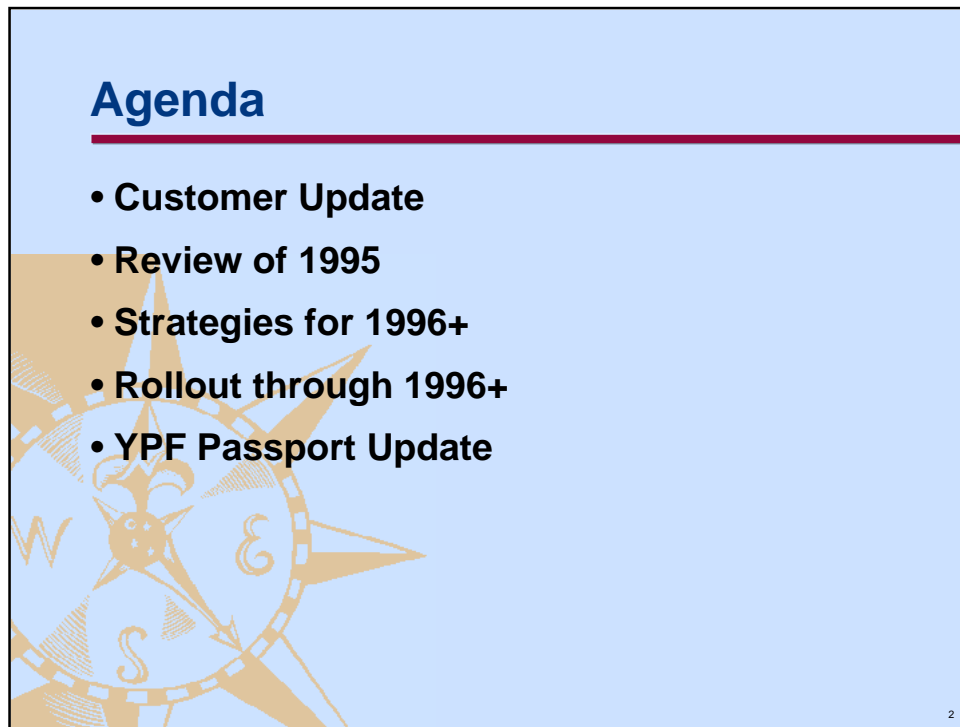 Agenda
• Customer Update
• Review of 1995
• Strategies for 1996+
• Rollout through 1996+
• YPF Passport Update
W
E
S
2